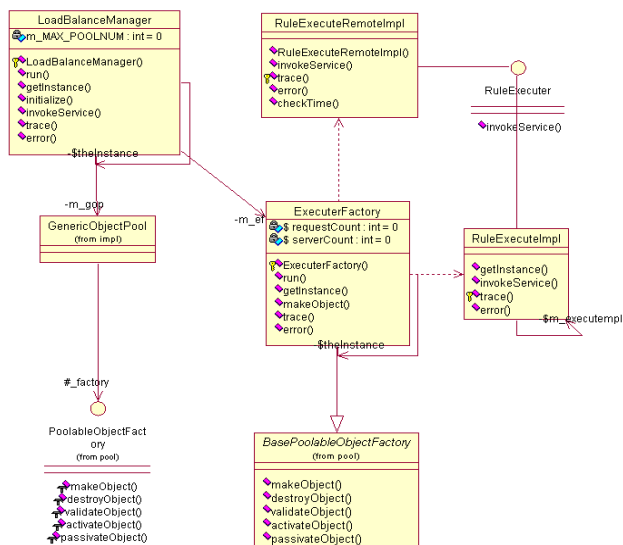 LoadBalanceManager
m_MAX_POOLNUM : int = 0
LoadBalanceManager()
run()
getInstance()
initialize()
invokeService()
trace()
error()
-$theInstance
-m_gop
GenericObjectPool
(from impl)
#_factory
PoolableObjectFact
ory
(from pool)
makeObject()
destroyObject()
validateObject()
activateObject()
passivateObject()
RuleExecuteRemoteImpl
RuleExecuteRemoteImpl()
invokeService()
trace()
error()
checkTime()
RuleExecuter
invokeService()
-m_ef
ExecuterFactory
$ requestCount : int = 0
$ serverCount : int = 0
ExecuterFactory()
run()
getInstance()
makeObject()
trace()
error()
-$theInstance
RuleExecuteImpl
getInstance()
invokeService()
trace()
error()
-$m_executempl
BasePoolableObjectFactory
(from pool)
makeObject()
destroyObject()
validateObject()
activateObject()
passivateObject()